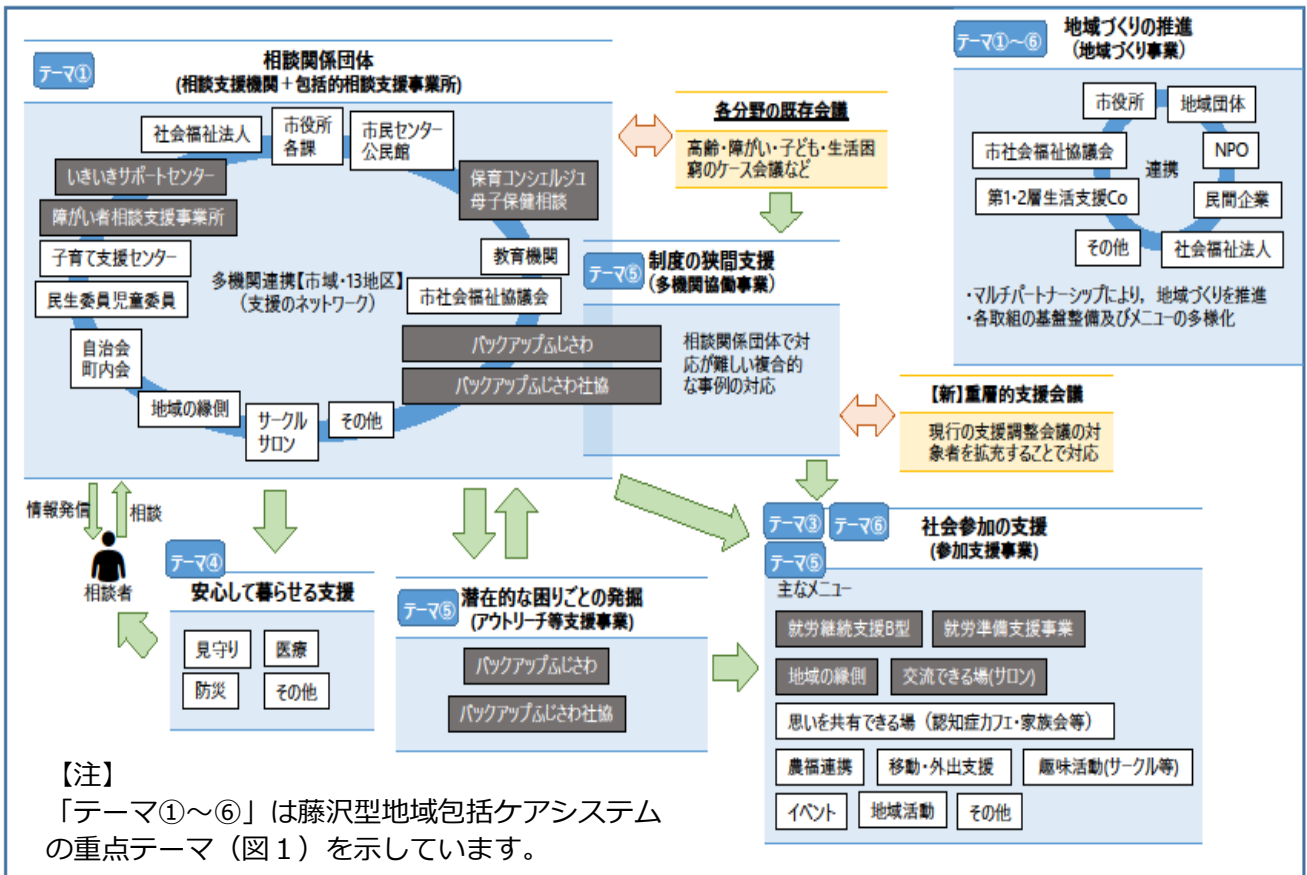 テーマ①
相談関係団体
(相談支援機関+包括的相談支援事業所)
社会福祉法人
市役所
各課
市民センター
公民館
いきいきサポートセンター
保育コンシェルジュ
母子保健相談
障がい者相談支援事業所
子育て支援センター
教育機関
多機関連携【市域・13地区】
(支援のネットワーク)
民生委員児童委員
市社会福祉協議会
自治会
町内会
バックアップふじさわ
バックアップふじさわ社協
地域の縁側
サークル
サロン
その他
各分野の既存会議
高齢・障がい・子ども・生活困
窮のケース会議など
テーマ⑤
制度の狭間支援
(多機関協働事業)
相談関係団体で対
応が難しい複合的
な事例の対応
テーマ①~⑥
地域づくりの推進
(地域づくり事業)
市役所
地域団体
市社会福祉協議会
連携
NPO
第1・2層生活支援Co
民間企業
その他
社会福祉法人
・マルチパートナーシップにより，地域づくりを推進
・各取組の基盤整備及びメニューの多様化
【新】重層的支援会議
現行の支援調整会議の対
象者を拡充することで対応
情報発信
相談
相談者
テーマ④
安心して暮らせる支援
見守り
医療
防災
その他
テーマ⑤
潜在的な困りごとの発掘
(アウトリーチ等支援事業)
バックアップふじさわ
バックアップふじさわ社協
テーマ③
テーマ⑥
テーマ⑤
社会参加の支援
(参加支援事業)
主なメニュー
就労継続支援B型
就労準備支援事業
地域の縁側
交流できる場(サロン)
思いを共有できる場（認知症カフェ・家族会等）
農福連携
移動・外出支援
趣味活動(サークル等)
イベント
地域活動
その他
【注】
「テーマ①～⑥」は藤沢型地域包括ケアシステム
の重点テーマ（図１）を示しています。